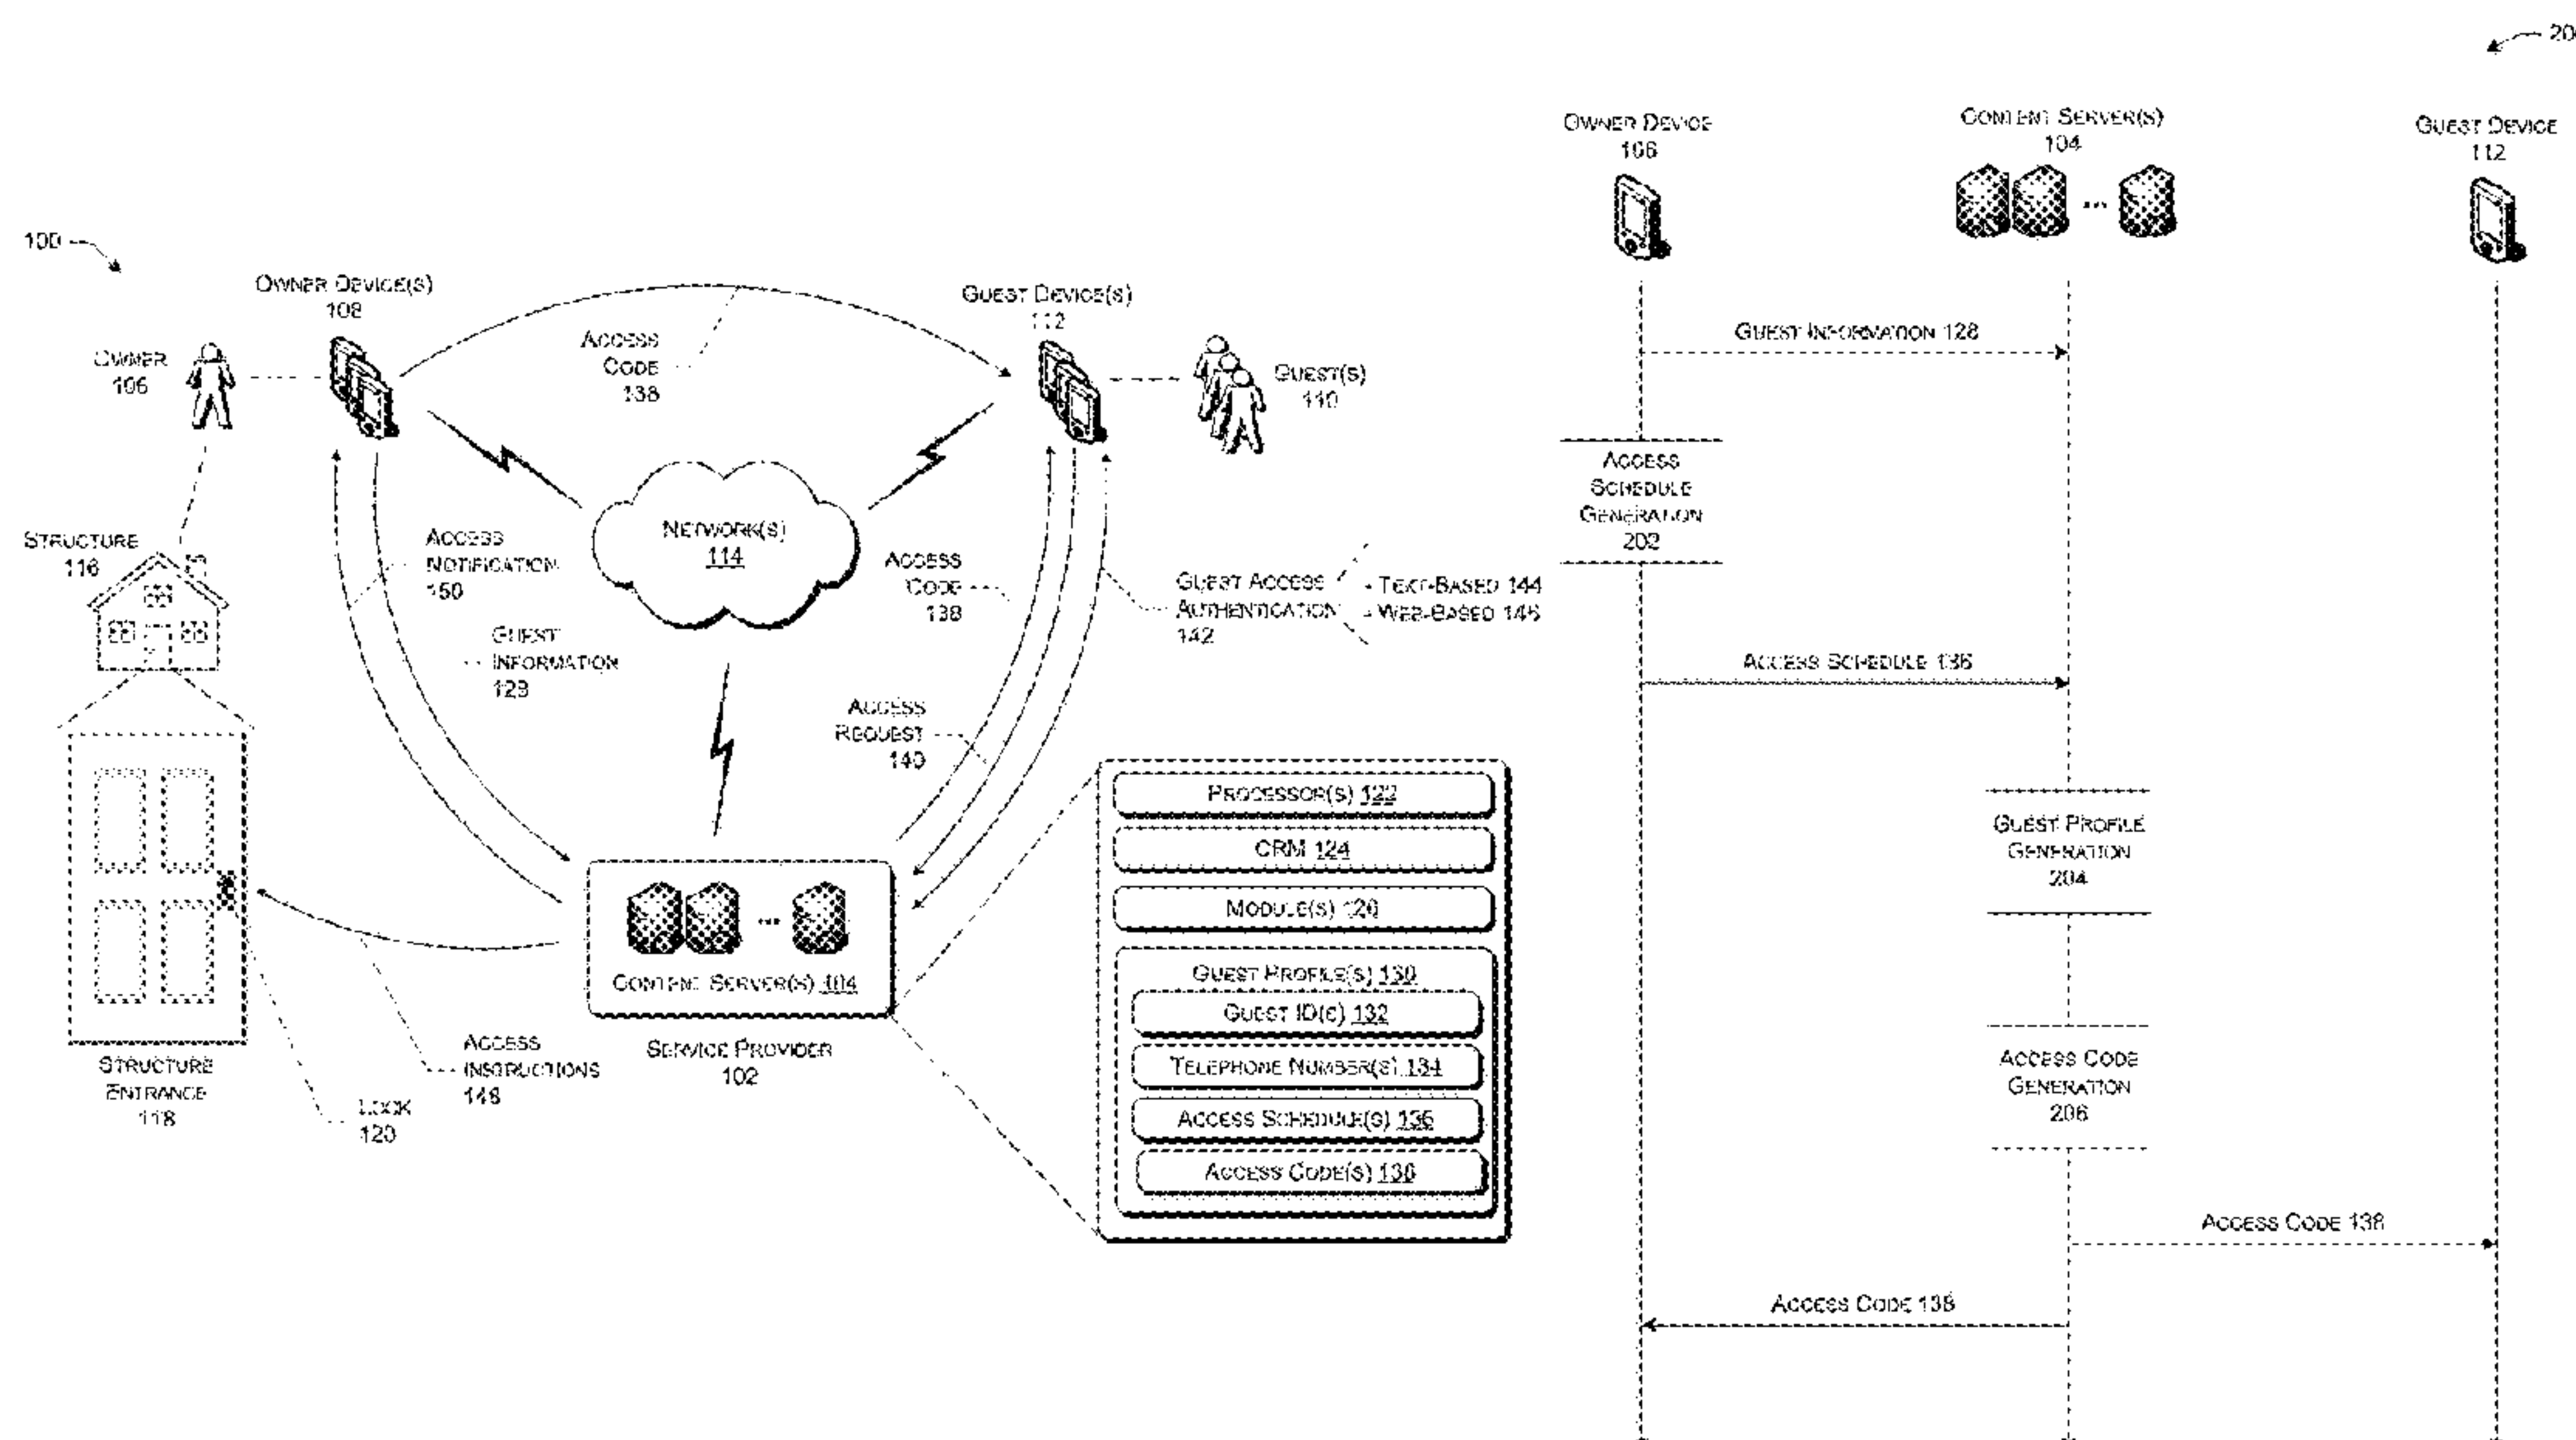 100
OWNER DEVICE(S)
108
OWNER
106
ACCESS
CODE
138
GUEST DEVICE(S)
112
GUEST(S)
110
STRUCTURE
116
ACCESS
NOTIFICATION
150
NETWORK(S)
114
ACCESS
CODE
138
GUEST ACCESS
AUTHENTICATION
142
- TEXT-BASED 144
- WEB-BASED 146
GUEST
INFORMATION
128
ACCESS
REQUEST
140
PROCESSOR(S) 122
CRM 124
MODULE(S) 126
GUEST PROFILE(S) 130
GUEST ID(S) 132
TELEPHONE NUMBER(S) 134
ACCESS SCHEDULE(S) 136
ACCESS CODE(S) 138
CONTENT SERVER(S) 104
SERVICE PROVIDER
102
STRUCTURE
ENTRANCE
118
LOCK
120
ACCESS
INSTRUCTIONS
148
OWNER DEVICE
108
CONTENT SERVER(S)
104
GUEST DEVICE
112
GUEST INFORMATION 128
ACCESS
SCHEDULE
GENERATION
202
ACCESS SCHEDULE 136
GUEST PROFILE
GENERATION
204
ACCESS CODE
GENERATION
206
ACCESS CODE 138
ACCESS CODE 138